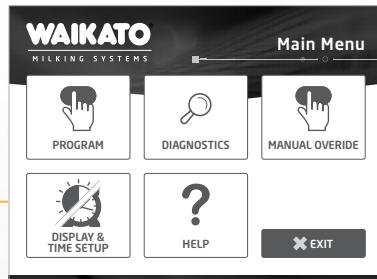 WAIKATO
MILKING SYSTEMS
Main Menu
PROGRAM
DIAGNOSTICS
MANUAL OVERIDE
DISPLAY &
TIME SETUP
?
HELP
EXIT